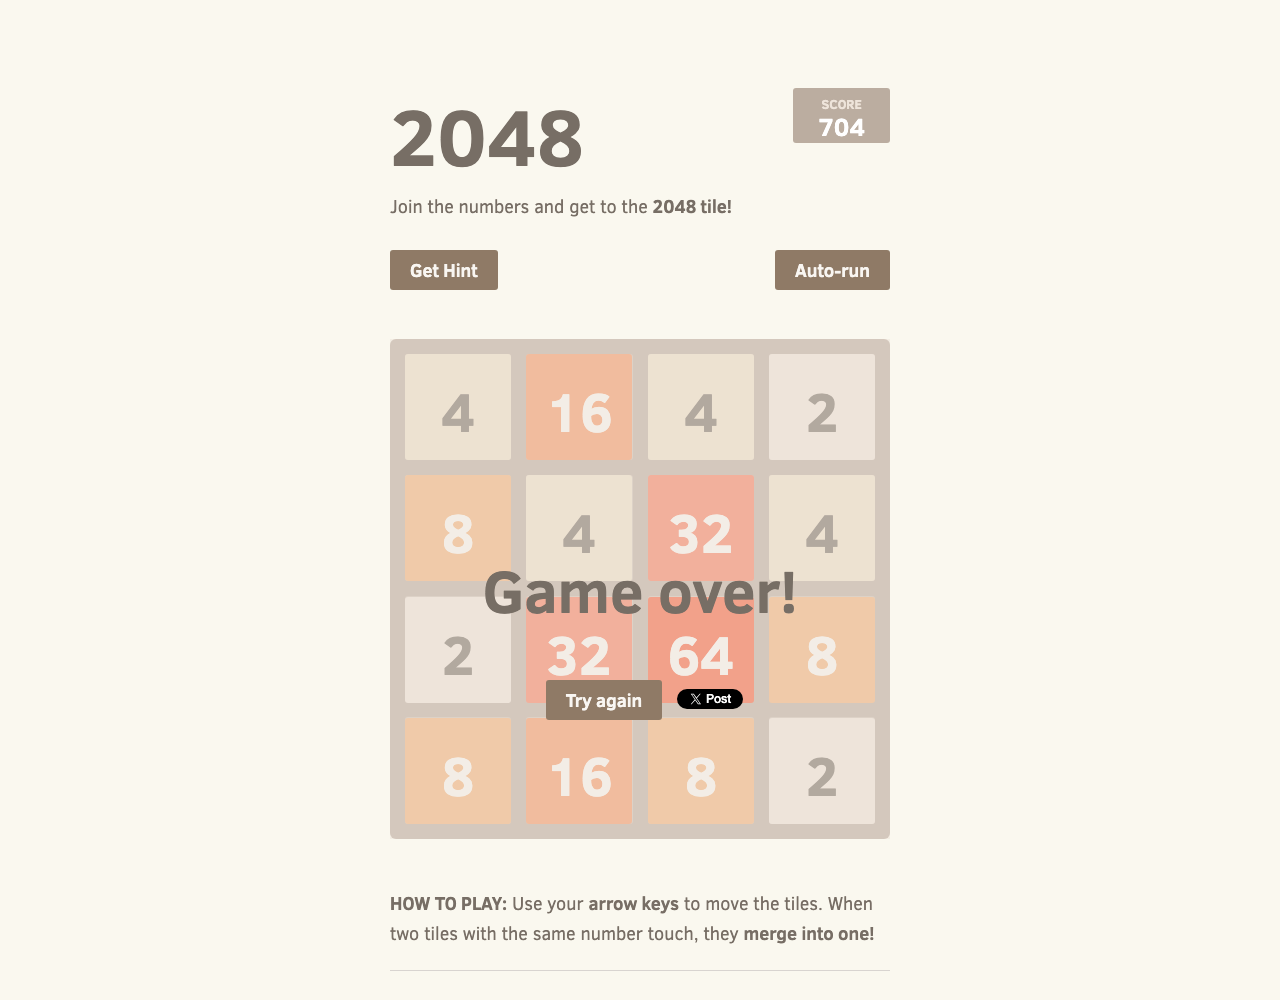 2048
SCORE
704
Join the numbers and get to the 2048 tile!
Get Hint
Auto-run
4 16 4 2
8 4 32 4
Game over!
2 32 64 8
Try again
𝕏 Post
8 16 8 2
HOW TO PLAY: Use your arrow keys to move the tiles. When
two tiles with the same number touch, they merge into one!